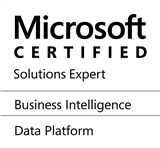 Microsoft
CERTIFIED
Solutions Expert
Business Intelligence
Data Platform